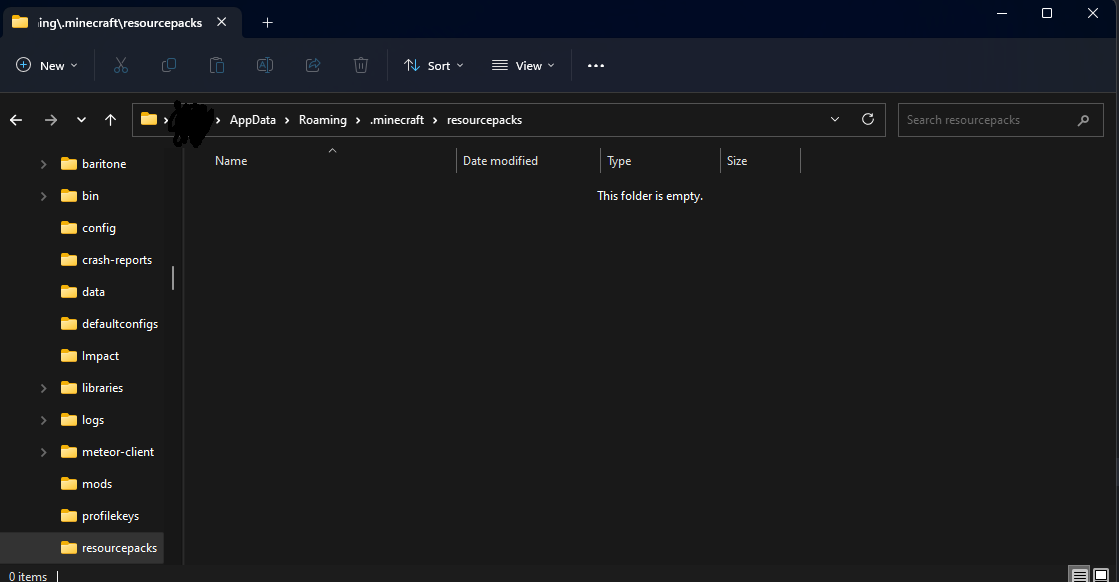 ing\.minecraft\resourcepacks
New
Sort
View
AppData > Roaming > .minecraft > resourcepacks
Search resourcepacks
Name
Date modified
Type
Size
This folder is empty.
baritone
bin
config
crash-reports
data
defaultconfigs
Impact
libraries
logs
meteor-client
mods
profilekeys
resourcepacks
0 items